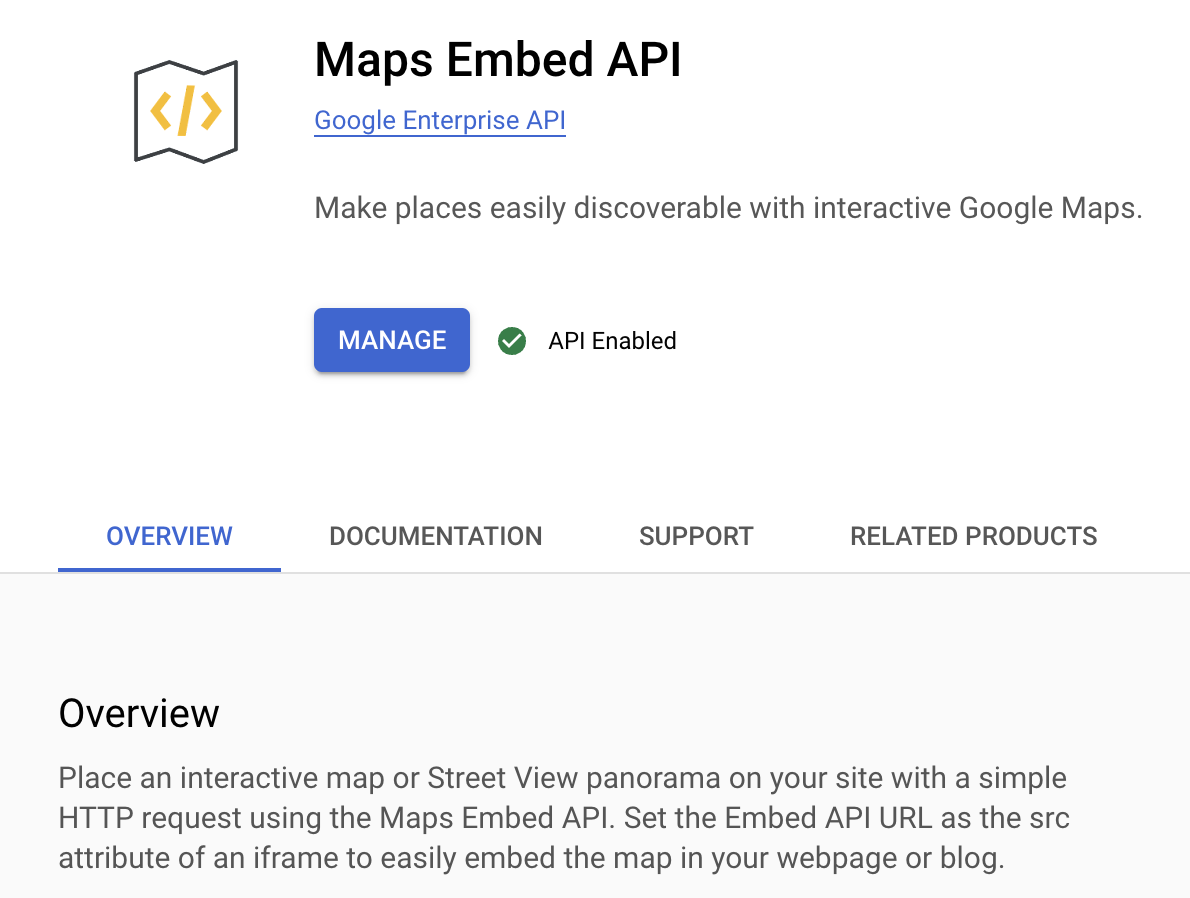 Maps Embed API
Google Enterprise API
Make places easily discoverable with interactive Google Maps.
MANAGE
API Enabled
OVERVIEW
DOCUMENTATION
SUPPORT
RELATED PRODUCTS
Overview
Place an interactive map or Street View panorama on your site with a simple
HTTP request using the Maps Embed API. Set the Embed API URL as the src
attribute of an iframe to easily embed the map in your webpage or blog.